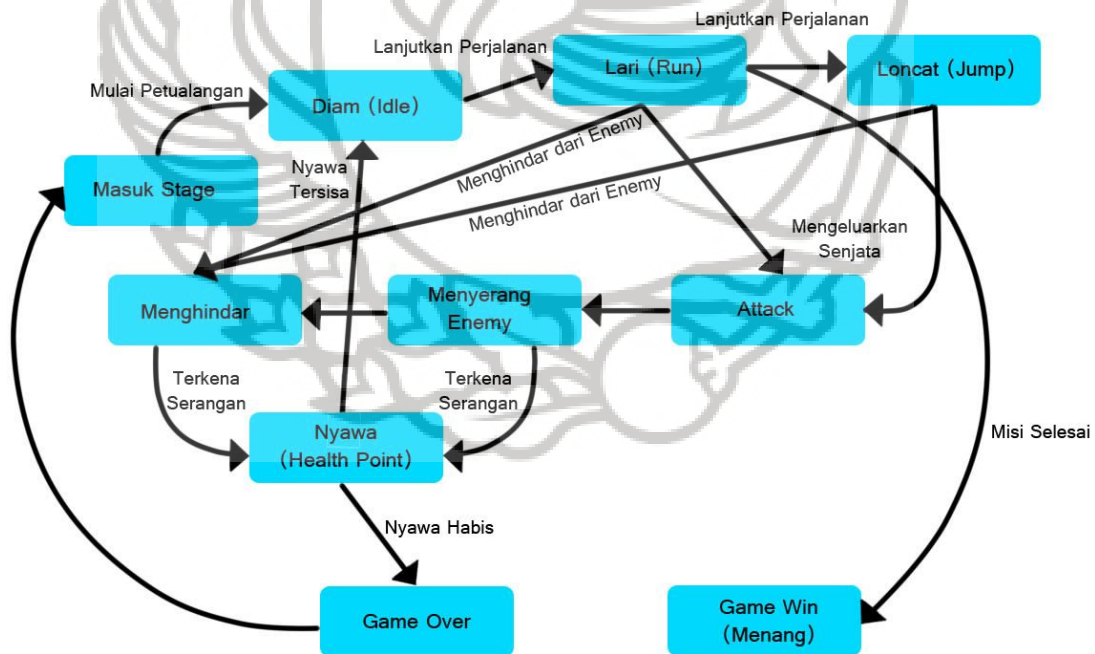 Lanjutkan Perjalanan
Lanjutkan Perjalanan
Lari (Run)
Loncat (Jump)
Mulai Petualangan
Diam (Idle)
Menghindar dari Enemy
Nyawa
Tersisa
Masuk Stage
Menghindar dari Enemy
Mengeluarkan
Senjata
Menghindar
Menyerang
Enemy
Attack
Terkena
Serangan
Terkena
Serangan
Nyawa
(Health Point)
Misi Selesai
Nyawa Habis
Game Over
Game Win
(Menang)